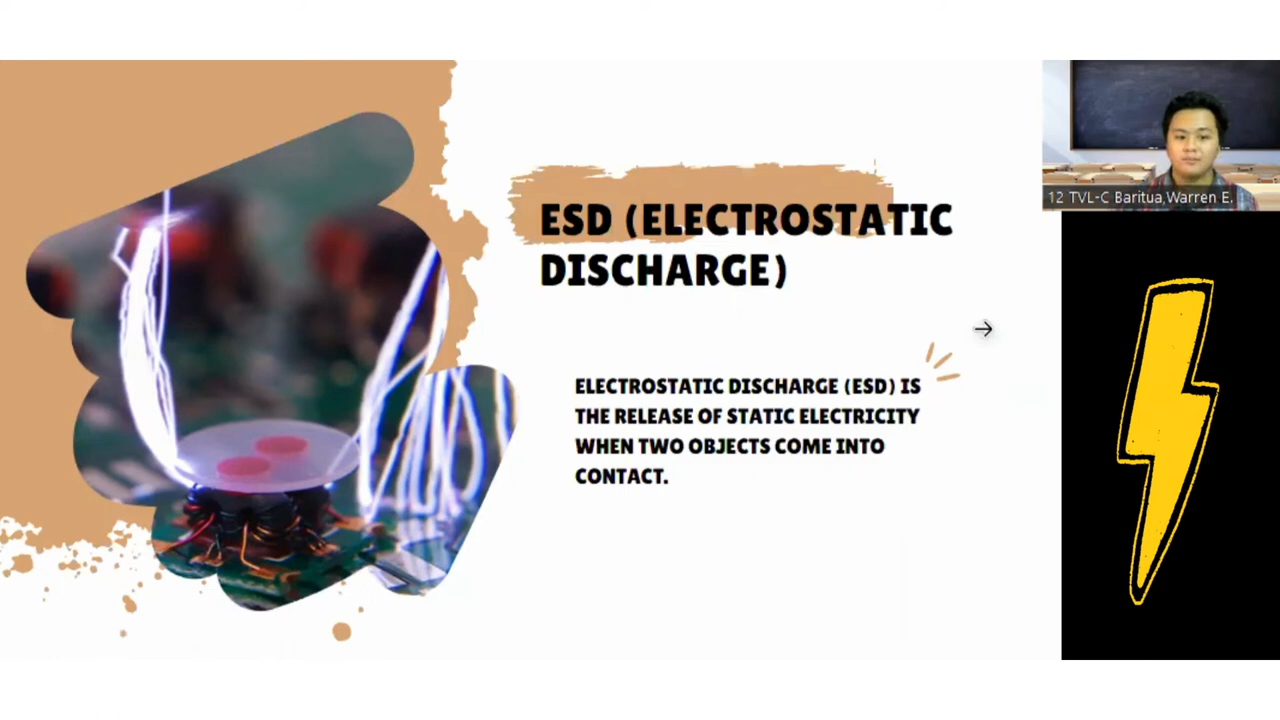 ESD (ELECTROSTATIC
DISCHARGE)
ELECTROSTATIC DISCHARGE (ESD) IS
THE RELEASE OF STATIC ELECTRICITY
WHEN TWO OBJECTS COME INTO
CONTACT.
12 TVL-C Baritua,Warren E.